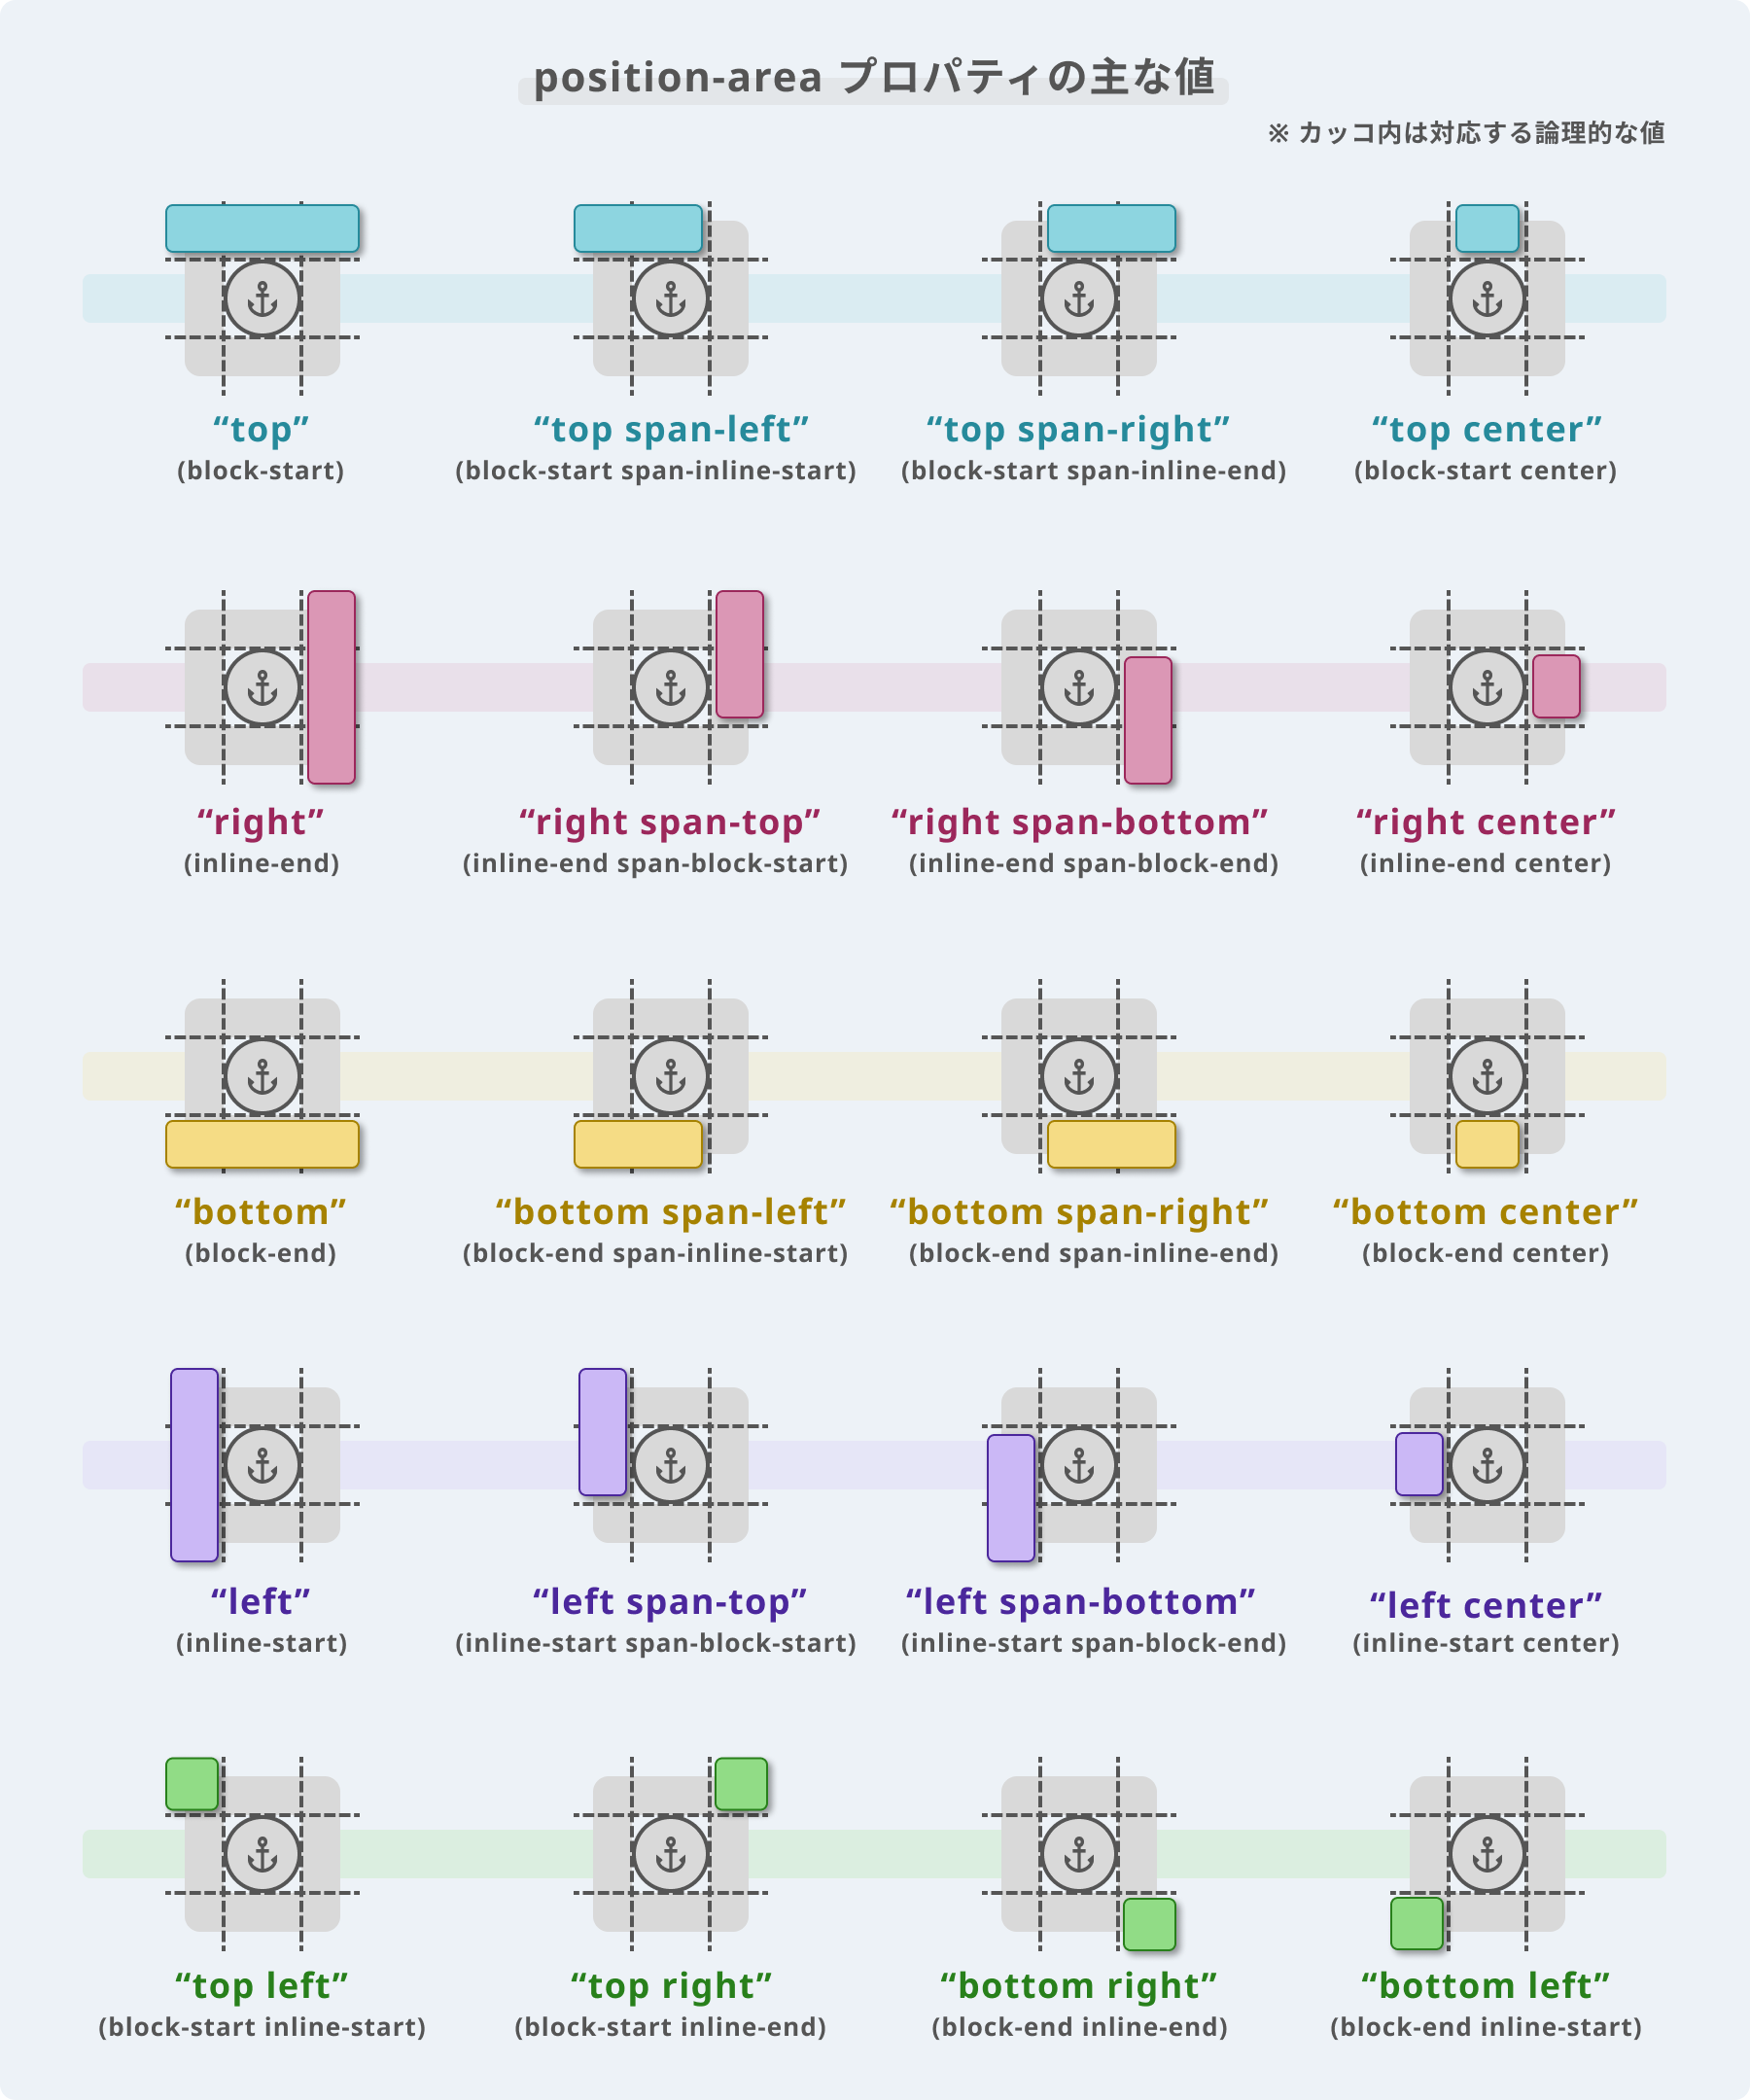 position-area プロパティの主な値
※ カッコ内は対応する論理的な値
“top” “top span-left” “top span-right” “top center”
(block-start) (block-start span-inline-start) (block-start span-inline-end) (block-start center)
“right” “right span-top” “right span-bottom” “right center”
(inline-end) (inline-end span-block-start) (inline-end span-block-end) (inline-end center)
“bottom” “bottom span-left” “bottom span-right” “bottom center”
(block-end) (block-end span-inline-start) (block-end span-inline-end) (block-end center)
“left” “left span-top” “left span-bottom” “left center”
(inline-start) (inline-start span-block-start) (inline-start span-block-end) (inline-start center)
“top left” “top right” “bottom right” “bottom left”
(block-start inline-start) (block-start inline-end) (block-end inline-end) (block-end inline-start)